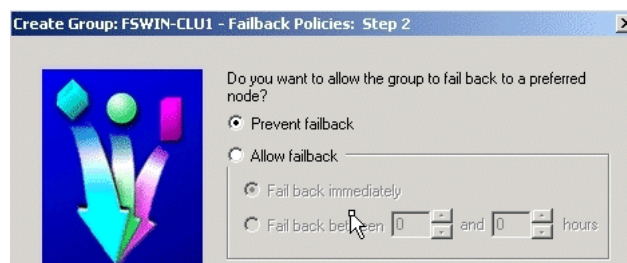 Create Group: FSWIN-CLU1 - Failback Policies: Step 2
Do you want to allow the group to fail back to a preferred
node?
Prevent failback
Allow failback
Fail back immediately
Fail back between 0 and 0 hours